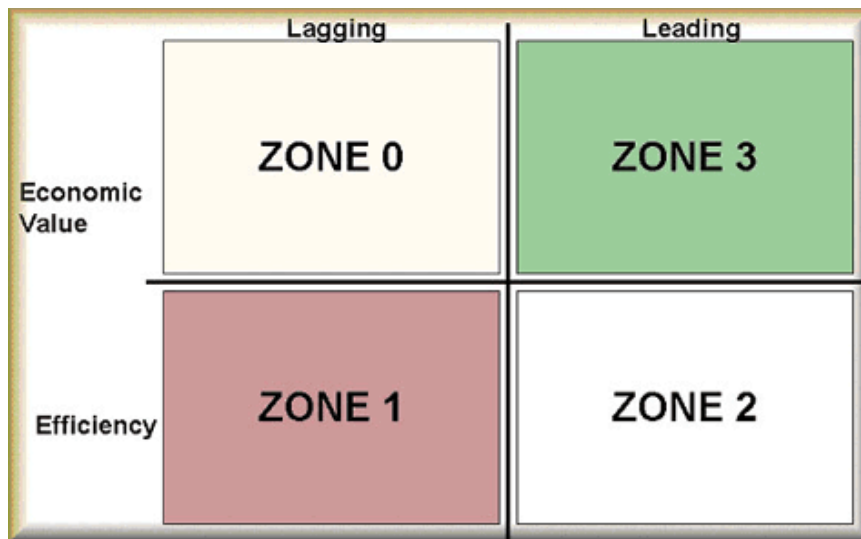 Lagging
Leading
ZONE 0
ZONE 3
Economic
Value
ZONE 1
ZONE 2
Efficiency